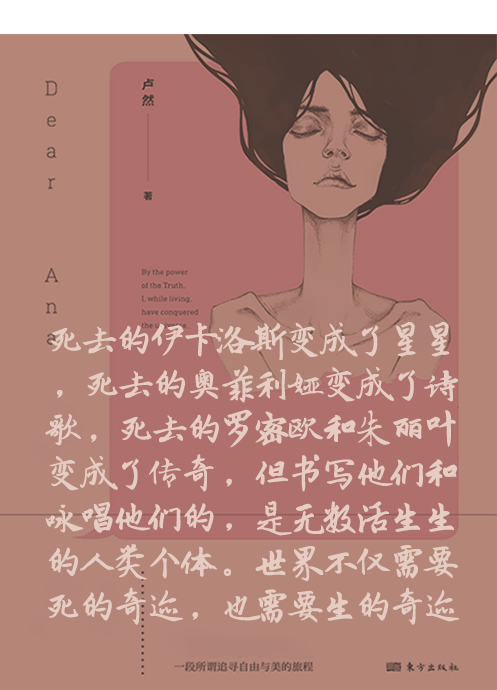 Dear Ana
卢然
著
By the power
of the Truth,
I, while living,
have conquered
死去的伊卡洛斯变成了星星
，死去的奥菲利娅变成了诗
歌，死去的罗密欧和朱丽叶
变成了传奇，但书写他们和
咏唱他们的，是无数活生生
的人类个体。世界不仅需要
死的奇迹，也需要生的奇迹
一段所谓追寻自由与美的旅程
东方出版社